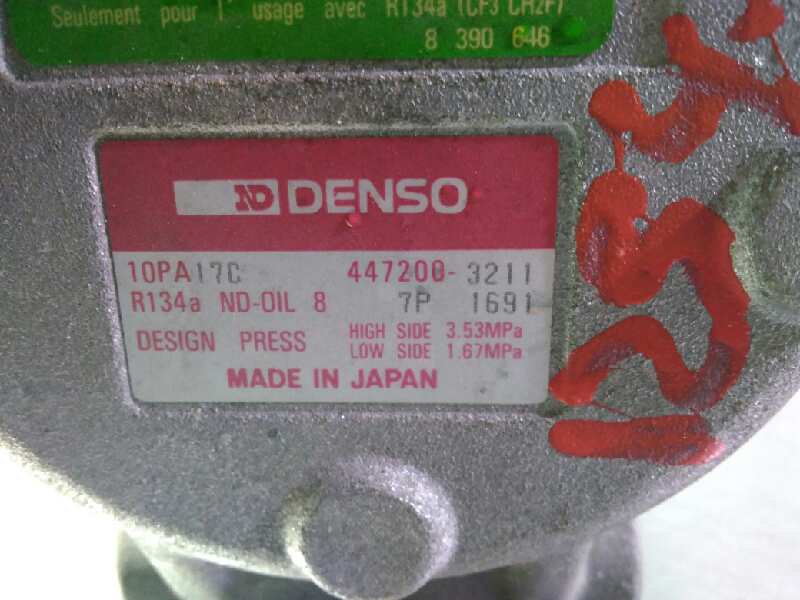 Seulement pour l' usage avec R134a (CF3 CH2F)
8 390 646
ND DENSO
10PA17C 447200-3211
R134a ND-OIL 8 7P 1691
DESIGN PRESS HIGH SIDE 3.53MPa
LOW SIDE 1.67MPa
MADE IN JAPAN